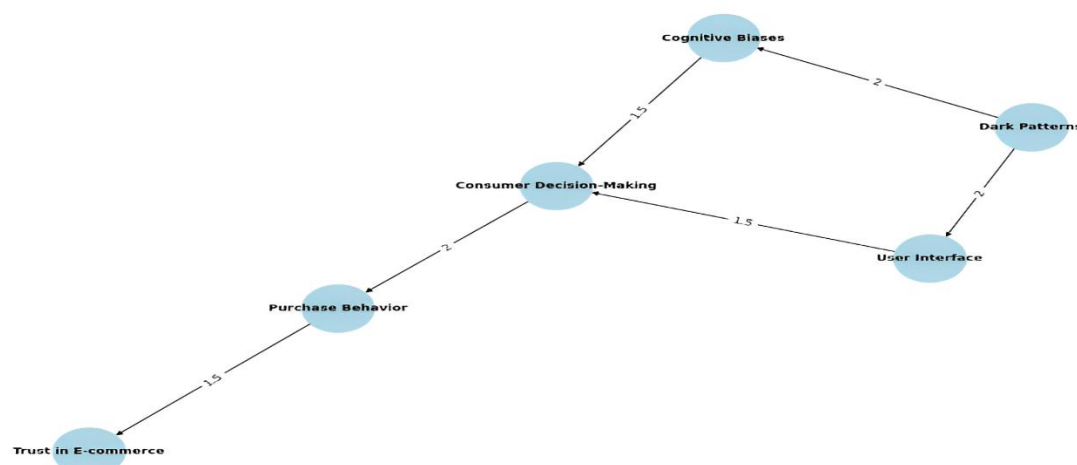 Cognitive Biases
2
Dark Patterns
1.5
Consumer Decision-Making
2
1.5
User Interface
2
Purchase Behavior
1.5
Trust in E-commerce